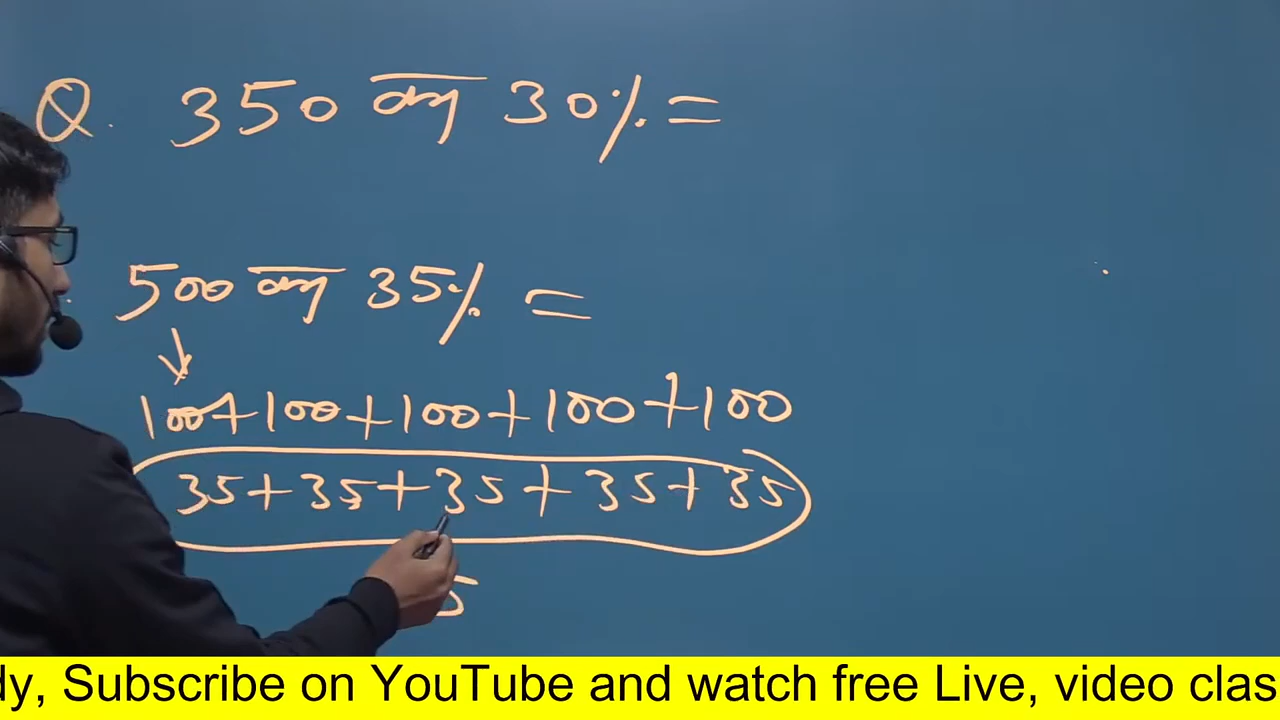 Q. 350 का 30% =
500 का 35% =
100+100+100+100+100
35+35+35+35+35
5
dy, Subscribe on YouTube and watch free Live, video clas